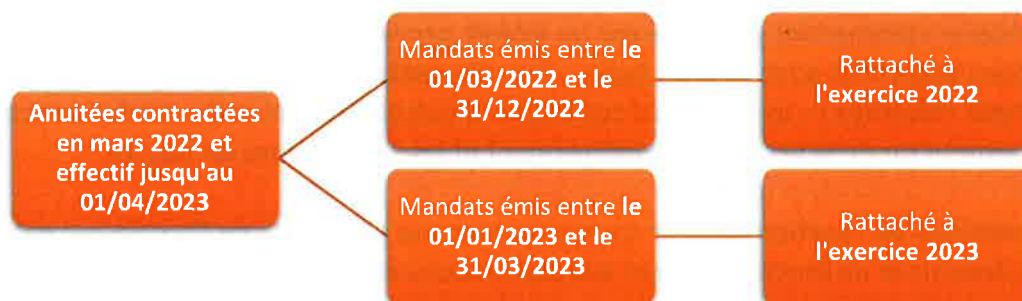 Anuitées contractées
en mars 2022 et
effectif jusqu'au
01/04/2023
Mandats émis entre le
01/03/2022 et le
31/12/2022
Rattaché à
l'exercice 2022
Mandats émis entre le
01/01/2023 et le
31/03/2023
Rattaché à
l'exercice 2023